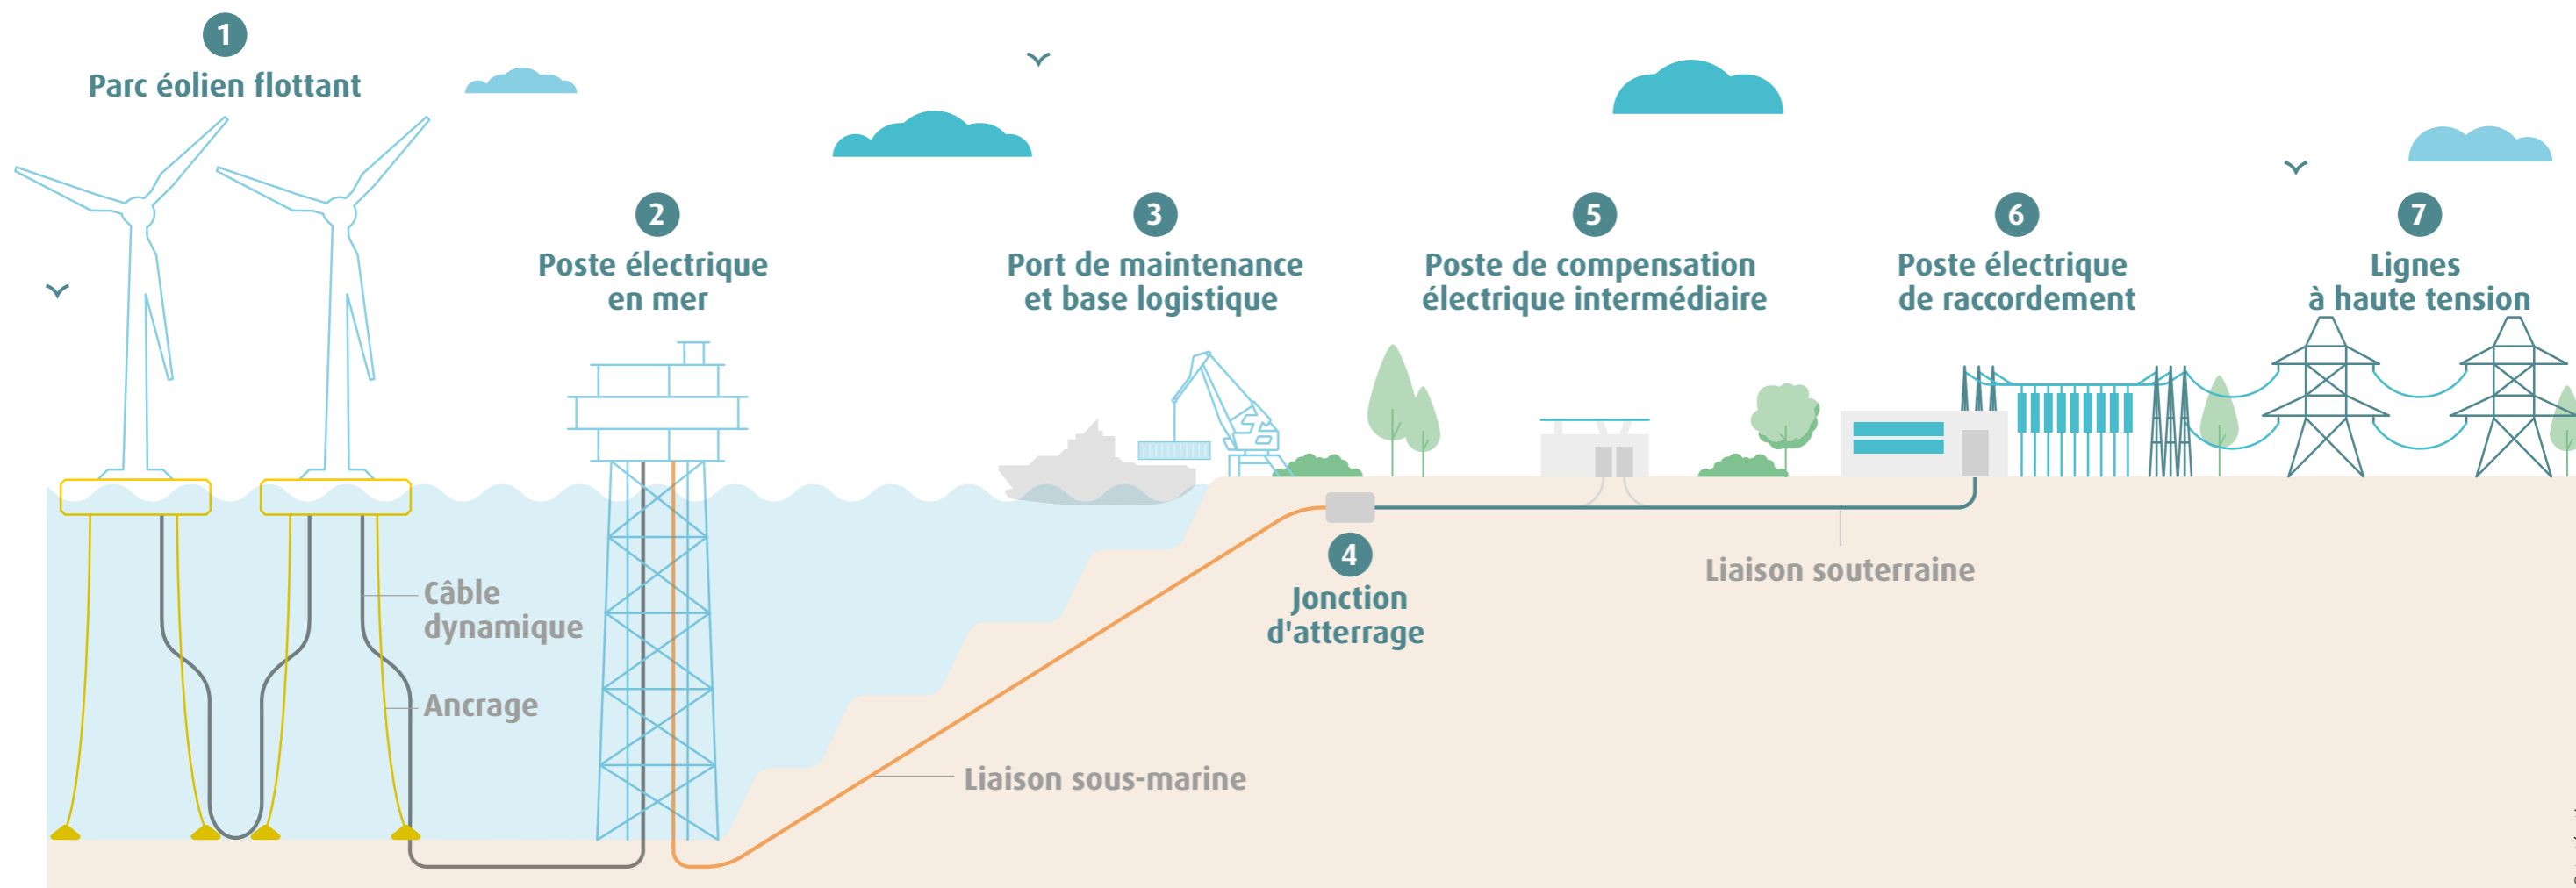 1
Parc éolien flottant
2
Poste électrique
en mer
3
Port de maintenance
et base logistique
5
Poste de compensation
électrique intermédiaire
6
Poste électrique
de raccordement
7
Lignes
à haute tension
4
Jonction
d'atterrage
Liaison souterraine
Câble
dynamique
Ancrage
Liaison sous-marine